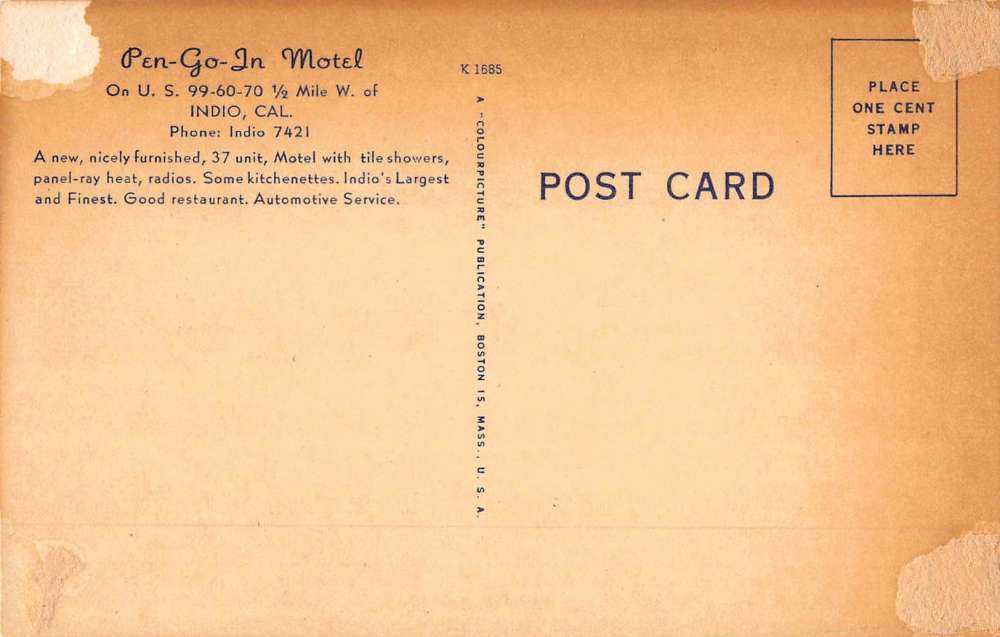 Pen-Go-In Motel
On U. S. 99-60-70 ½ Mile W. of
INDIO, CAL.
Phone: Indio 7421
A new, nicely furnished, 37 unit, Motel with tile showers,
panel-ray heat, radios. Some kitchenettes. Indio's Largest
and Finest. Good restaurant. Automotive Service.
K 1685
A "COLOURPICTURE" PUBLICATION, BOSTON 15, MASS., U. S. A.
POST CARD
PLACE
ONE CENT
STAMP
HERE